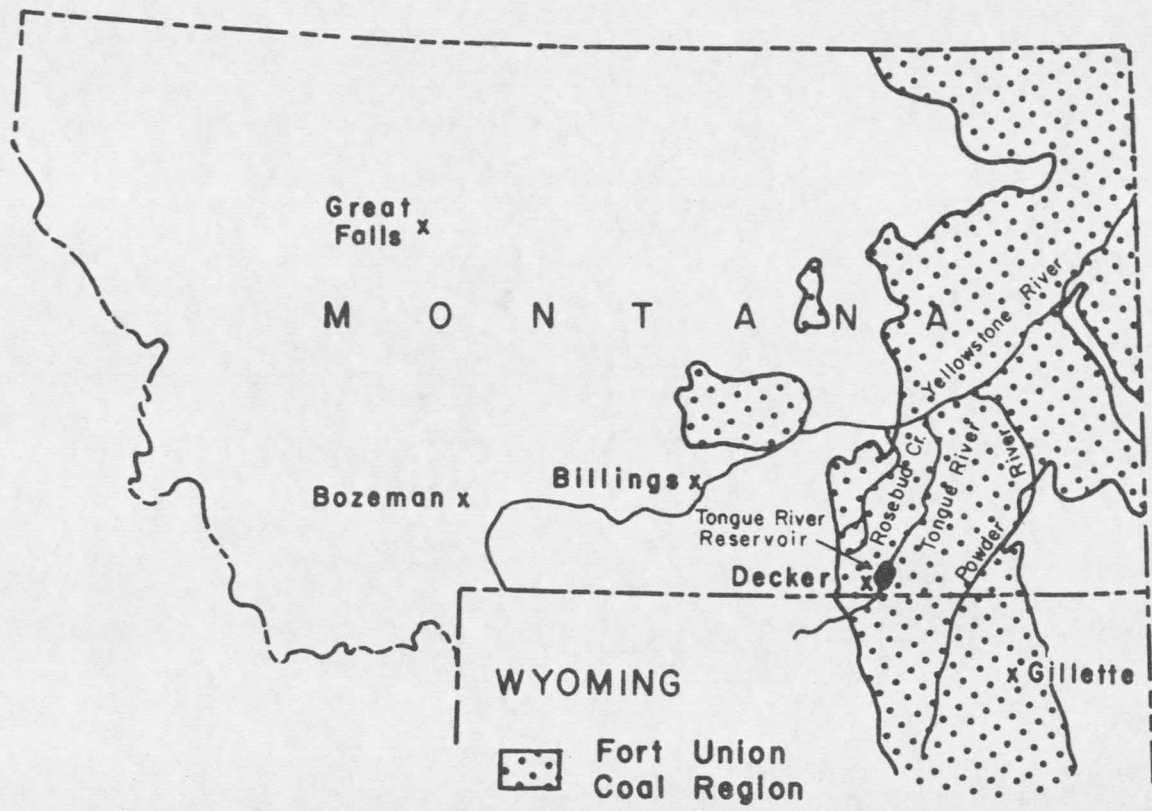 Great
Falls x
MONTANA
Yellowstone River
Billings x
Bozeman x
Rosebud Cr.
Tongue River
Powder River
Tongue River
Reservoir
Decker x
WYOMING
x Gillette
Fort Union
Coal Region